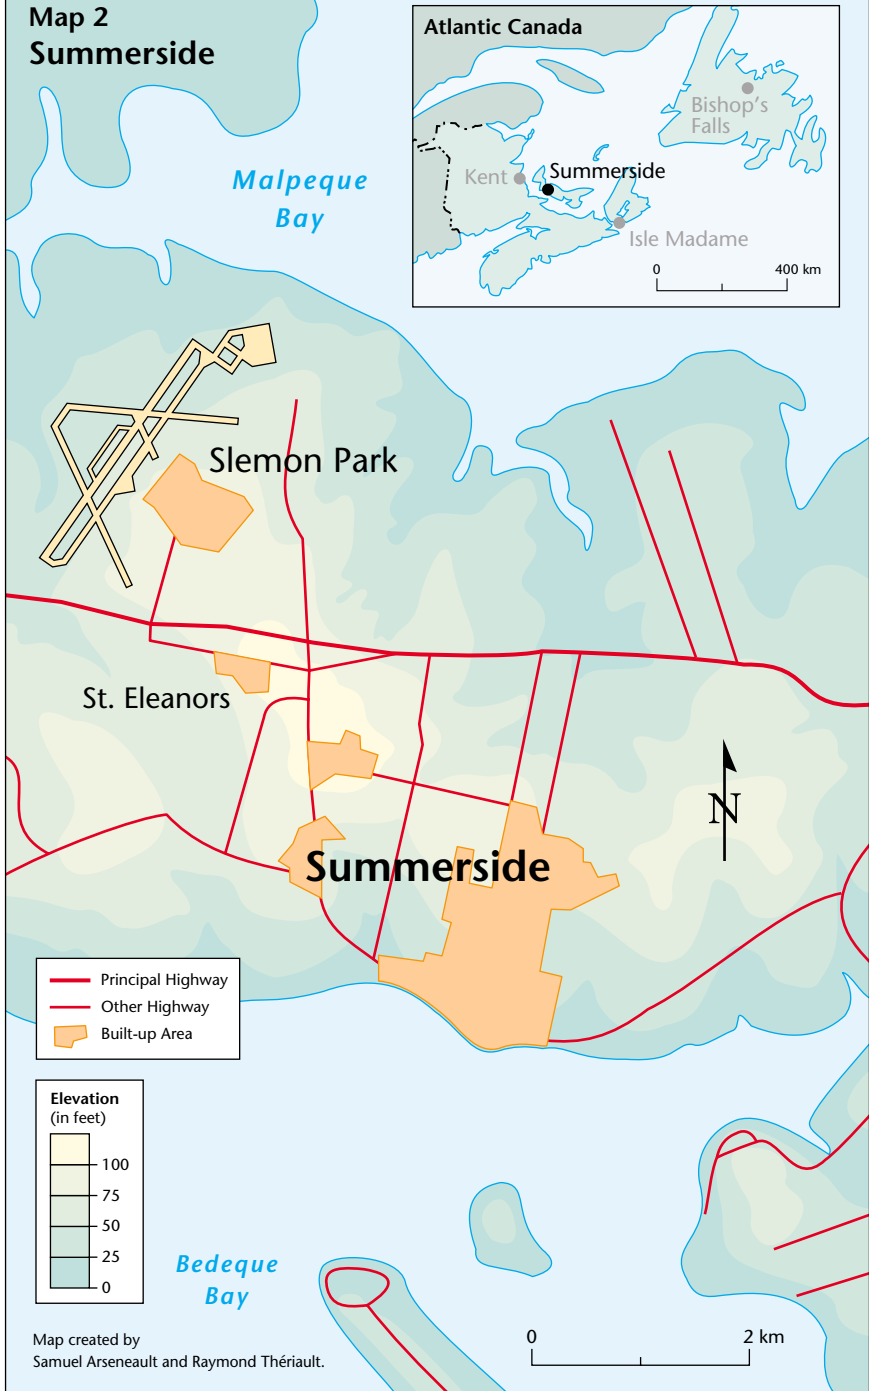 Map 2
Summerside
Atlantic Canada
Bishop's
Falls
Summerside
Kent
Isle Madame
0 400 km
Malpeque
Bay
Slemon Park
St. Eleanors
N
Summerside
Principal Highway
Other Highway
Built-up Area
Elevation
(in feet)
100
75
50
25
0
Bedeque
Bay
Map created by
Samuel Arseneault and Raymond Thériault.
0 2 km